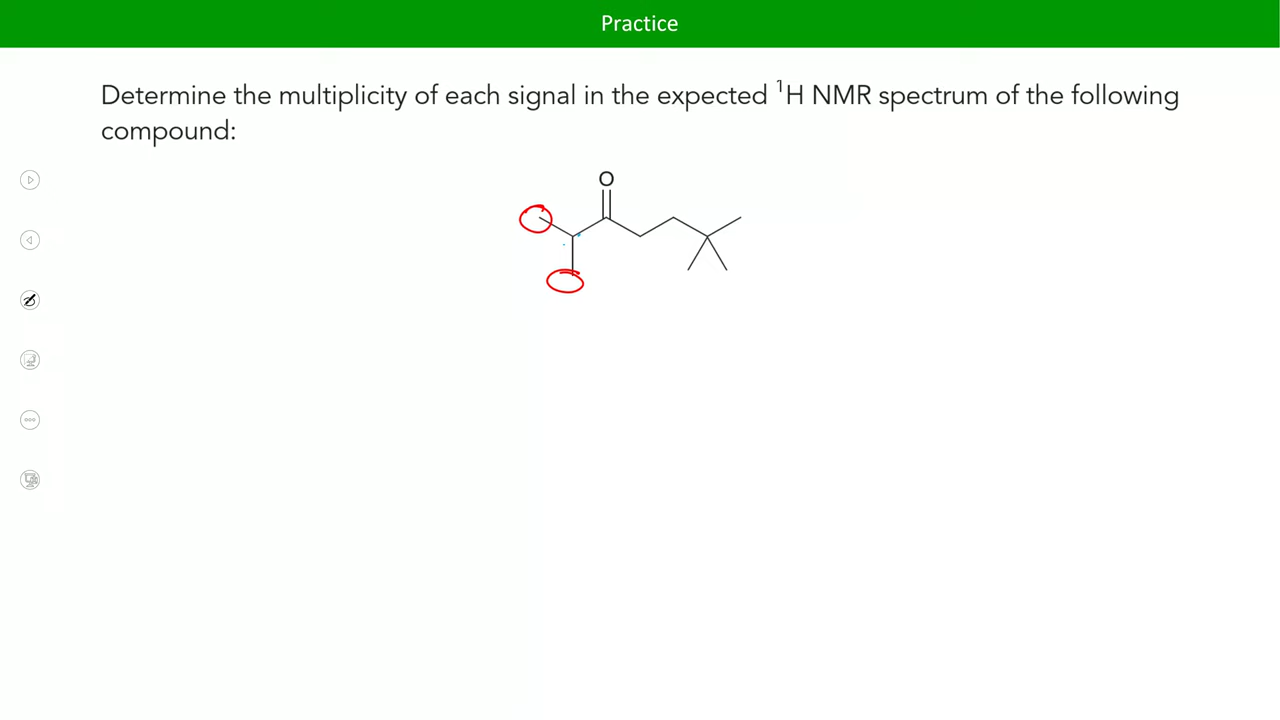 Practice
Determine the multiplicity of each signal in the expected ¹H NMR spectrum of the following
compound:
O